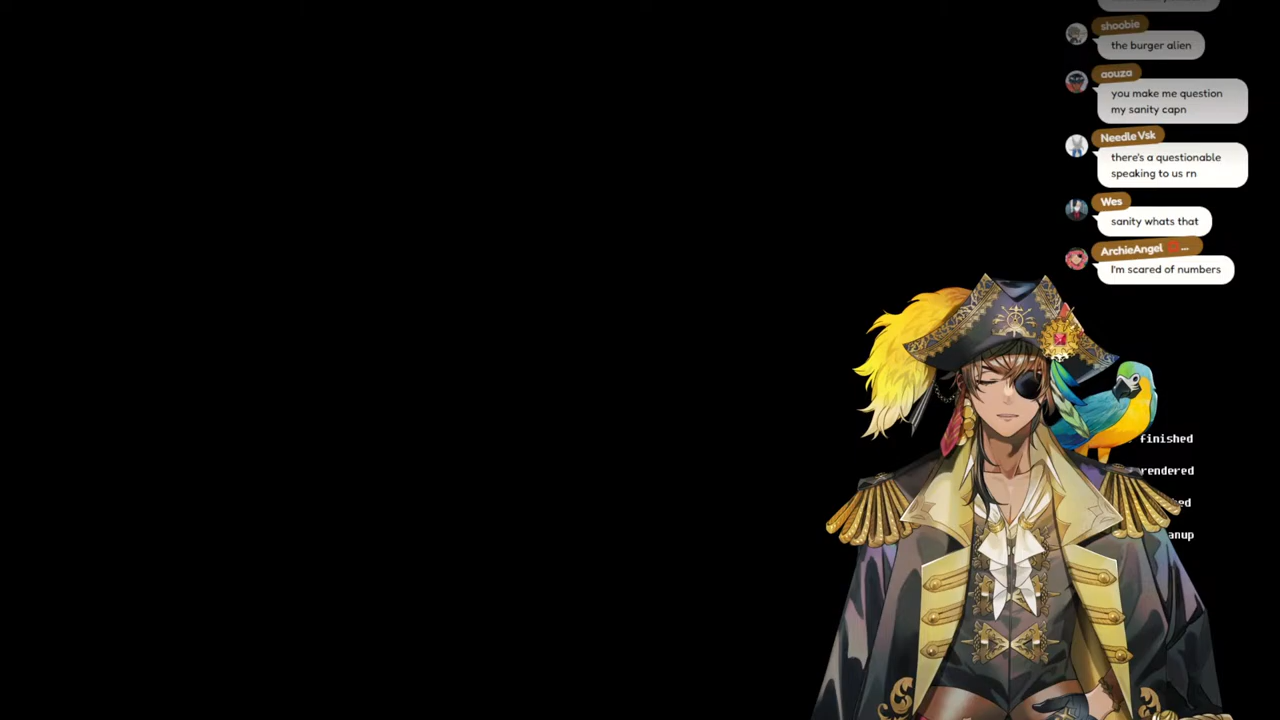 shoobie
the burger alien
aouza
you make me question
my sanity capn
Needle Vsk
there's a questionable
speaking to us rn
Wes
sanity whats that
ArchieAngel ...
I'm scared of numbers
finished
rendered